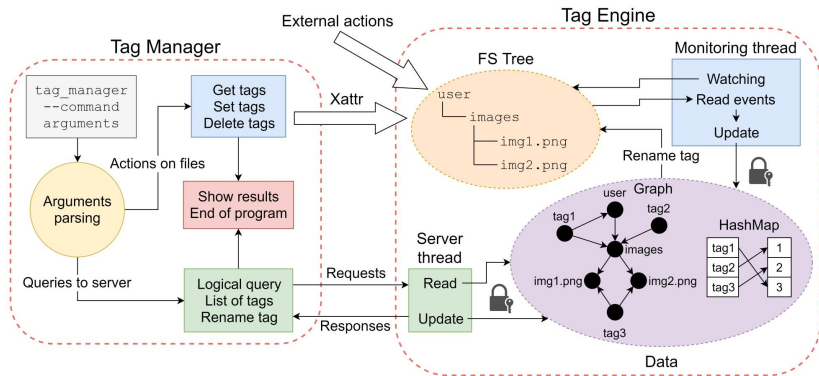 External actions
Tag Engine
Tag Manager
tag_manager
--command
arguments
Get tags
Set tags
Delete tags
Xattr
FS Tree
user
images
img1.png
img2.png
Monitoring thread
Watching
Read events
Update
Actions on files
Arguments
parsing
Show results
End of program
Rename tag
Queries to server
Logical query
List of tags
Rename tag
Requests
Responses
Server
thread
Read
Update
Graph
user
tag1
tag2
images
img1.png
img2.png
tag3
HashMap
tag1
tag2
tag3
1
2
3
Data